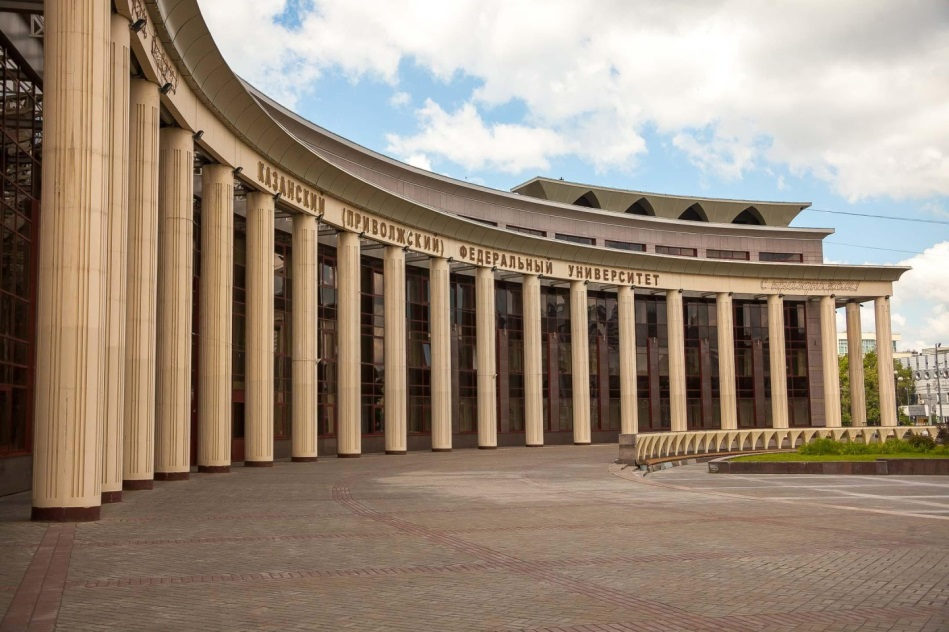 КАЗАНСКИЙ (ПРИВОЛЖСКИЙ) ФЕДЕРАЛЬНЫЙ УНИВЕРСИТЕТ